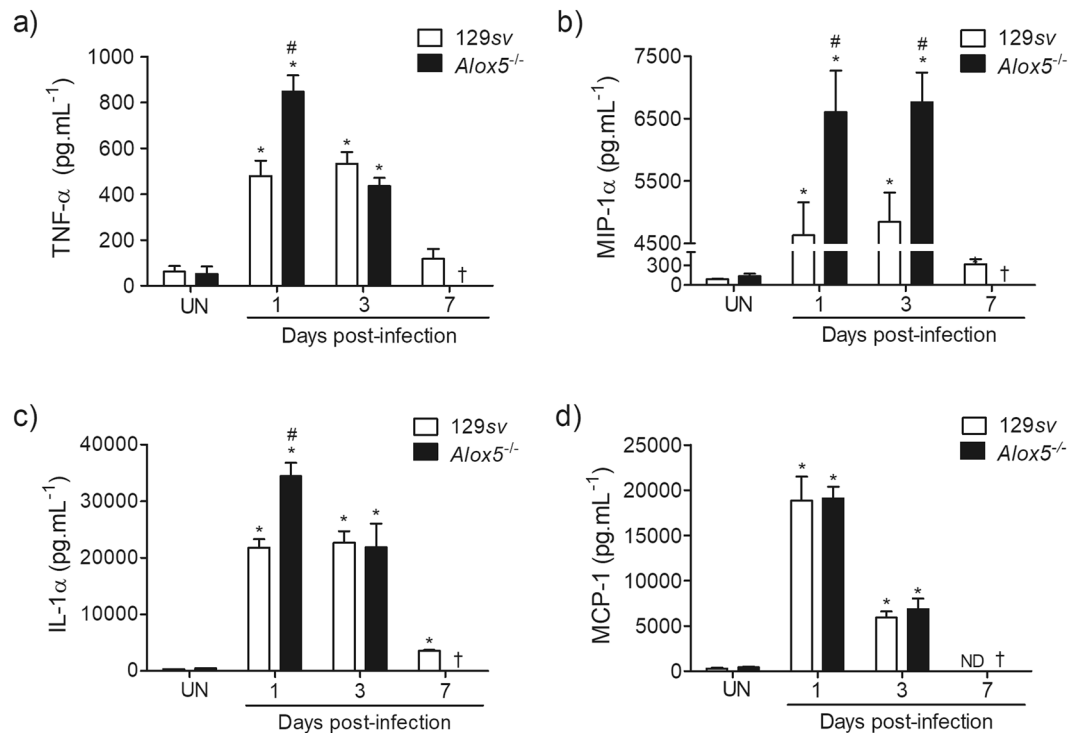 a)
129sv
Alox5-/-
TNF-α (pg.mL-1)
1000
800
600
400
200
0
#
*
*
*
*
†
UN
1
3
7
Days post-infection
b)
129sv
Alox5-/-
MIP-1α (pg.mL-1)
7500
6500
5500
4500
300
0
#
#
*
*
*
*
*
†
UN
1
3
7
Days post-infection
c)
129sv
Alox5-/-
IL-1α (pg.mL-1)
40000
30000
20000
10000
0
#
*
*
*
*
*
†
UN
1
3
7
Days post-infection
d)
129sv
Alox5-/-
MCP-1 (pg.mL-1)
25000
20000
15000
10000
5000
0
*
*
*
*
ND †
UN
1
3
7
Days post-infection